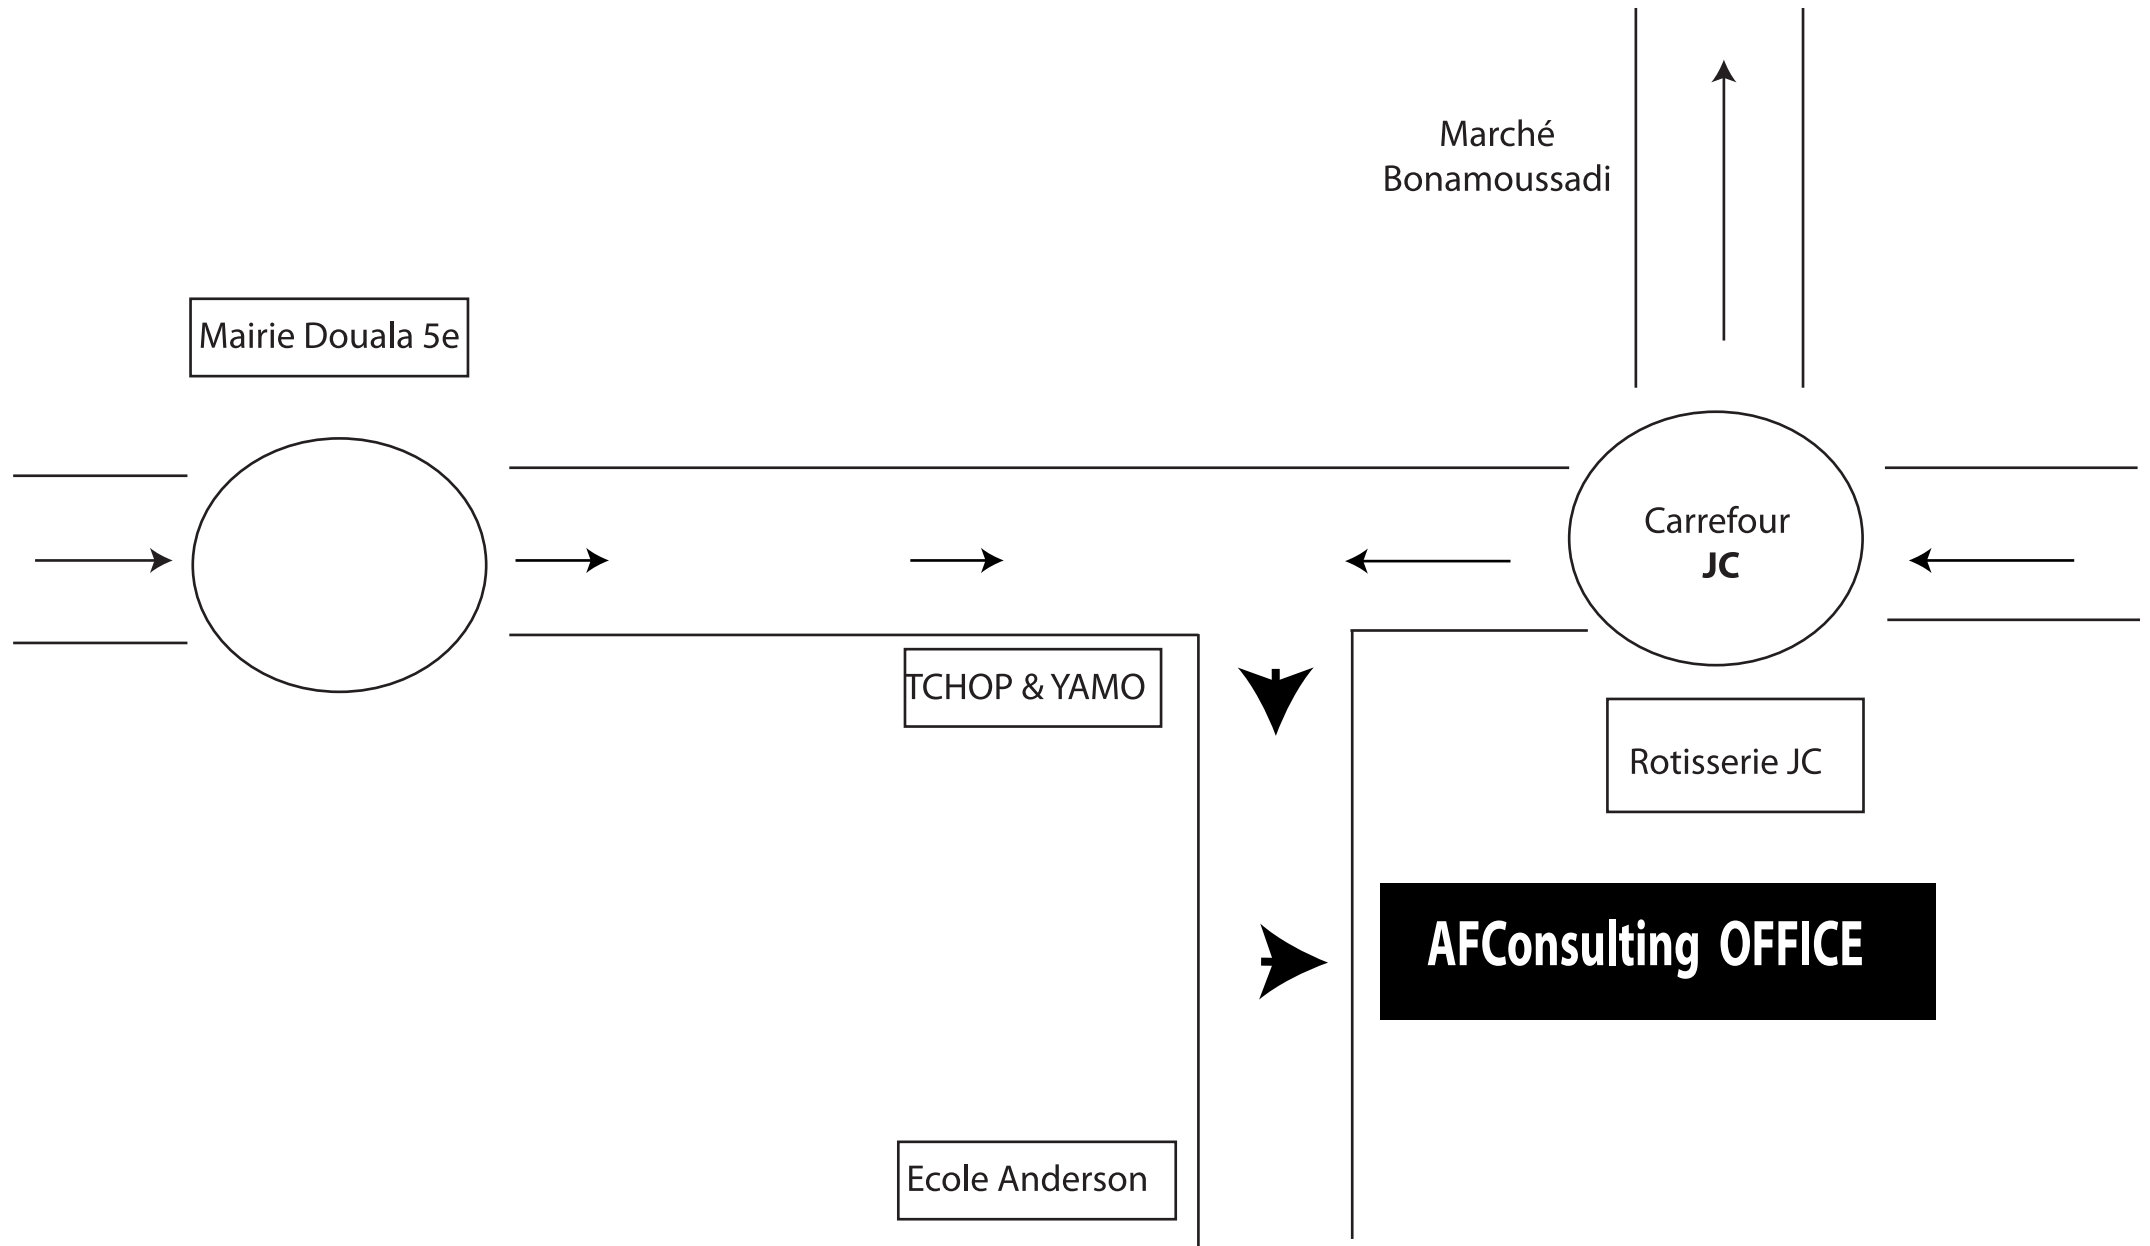 Marché
Bonamoussadi
Mairie Douala 5e
Carrefour
JC
TCHOP & YAMO
Rotisserie JC
AFConsulting OFFICE
Ecole Anderson